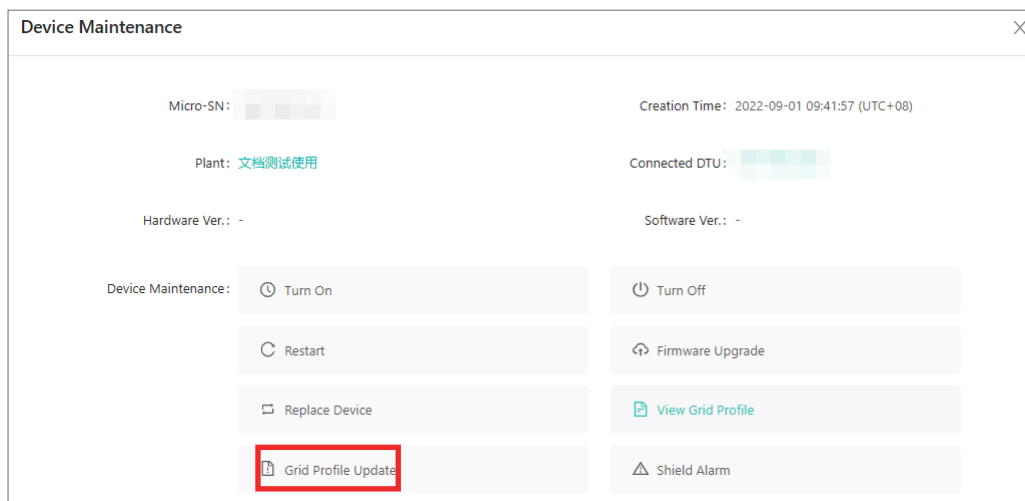 Device Maintenance
Micro-SN:
Creation Time: 2022-09-01 09:41:57 (UTC+08)
Plant: 文档测试使用
Connected DTU:
Hardware Ver.: -
Software Ver.: -
Device Maintenance:
Turn On
Turn Off
Restart
Firmware Upgrade
Replace Device
View Grid Profile
Grid Profile Update
Shield Alarm